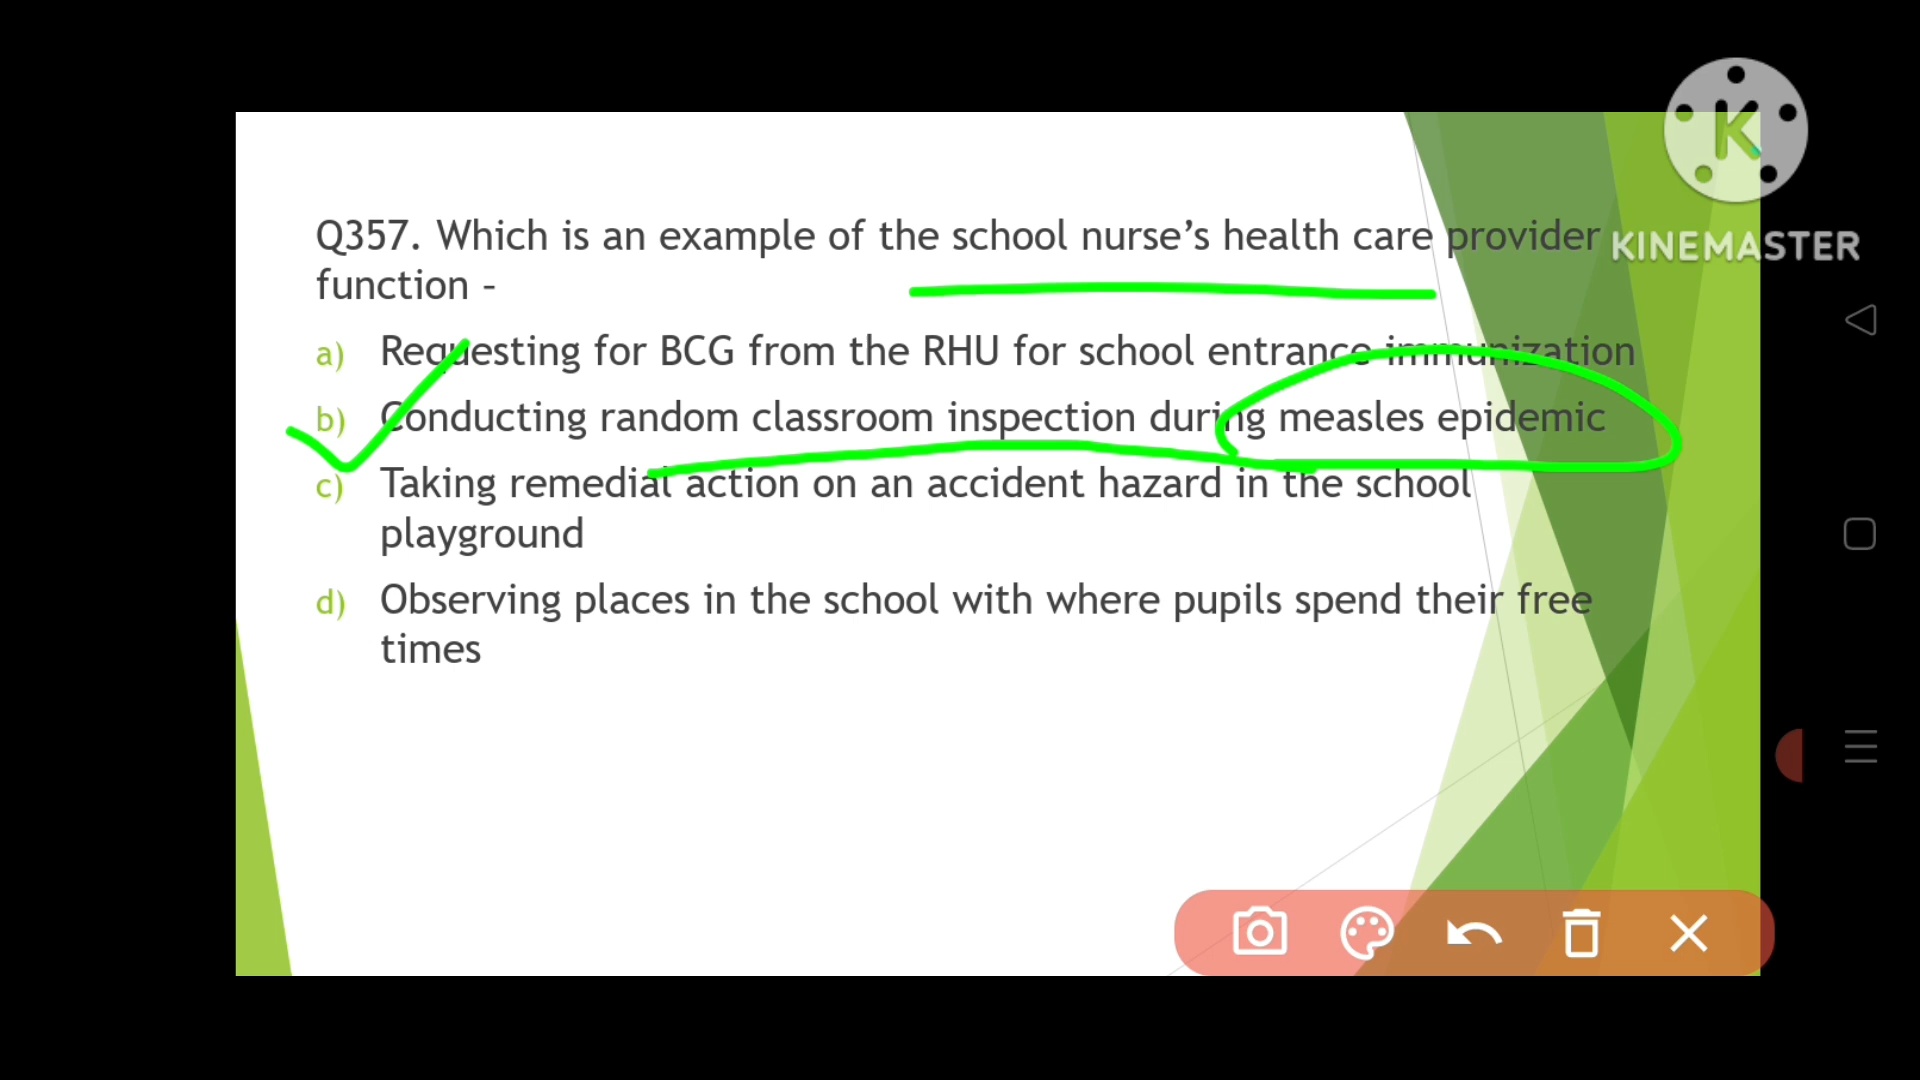 KINEMASTER
Q357. Which is an example of the school nurse's health care provider
function –
a) Requesting for BCG from the RHU for school entrance immunization
b) Conducting random classroom inspection during measles epidemic
c) Taking remedial action on an accident hazard in the school
playground
d) Observing places in the school with where pupils spend their free
times